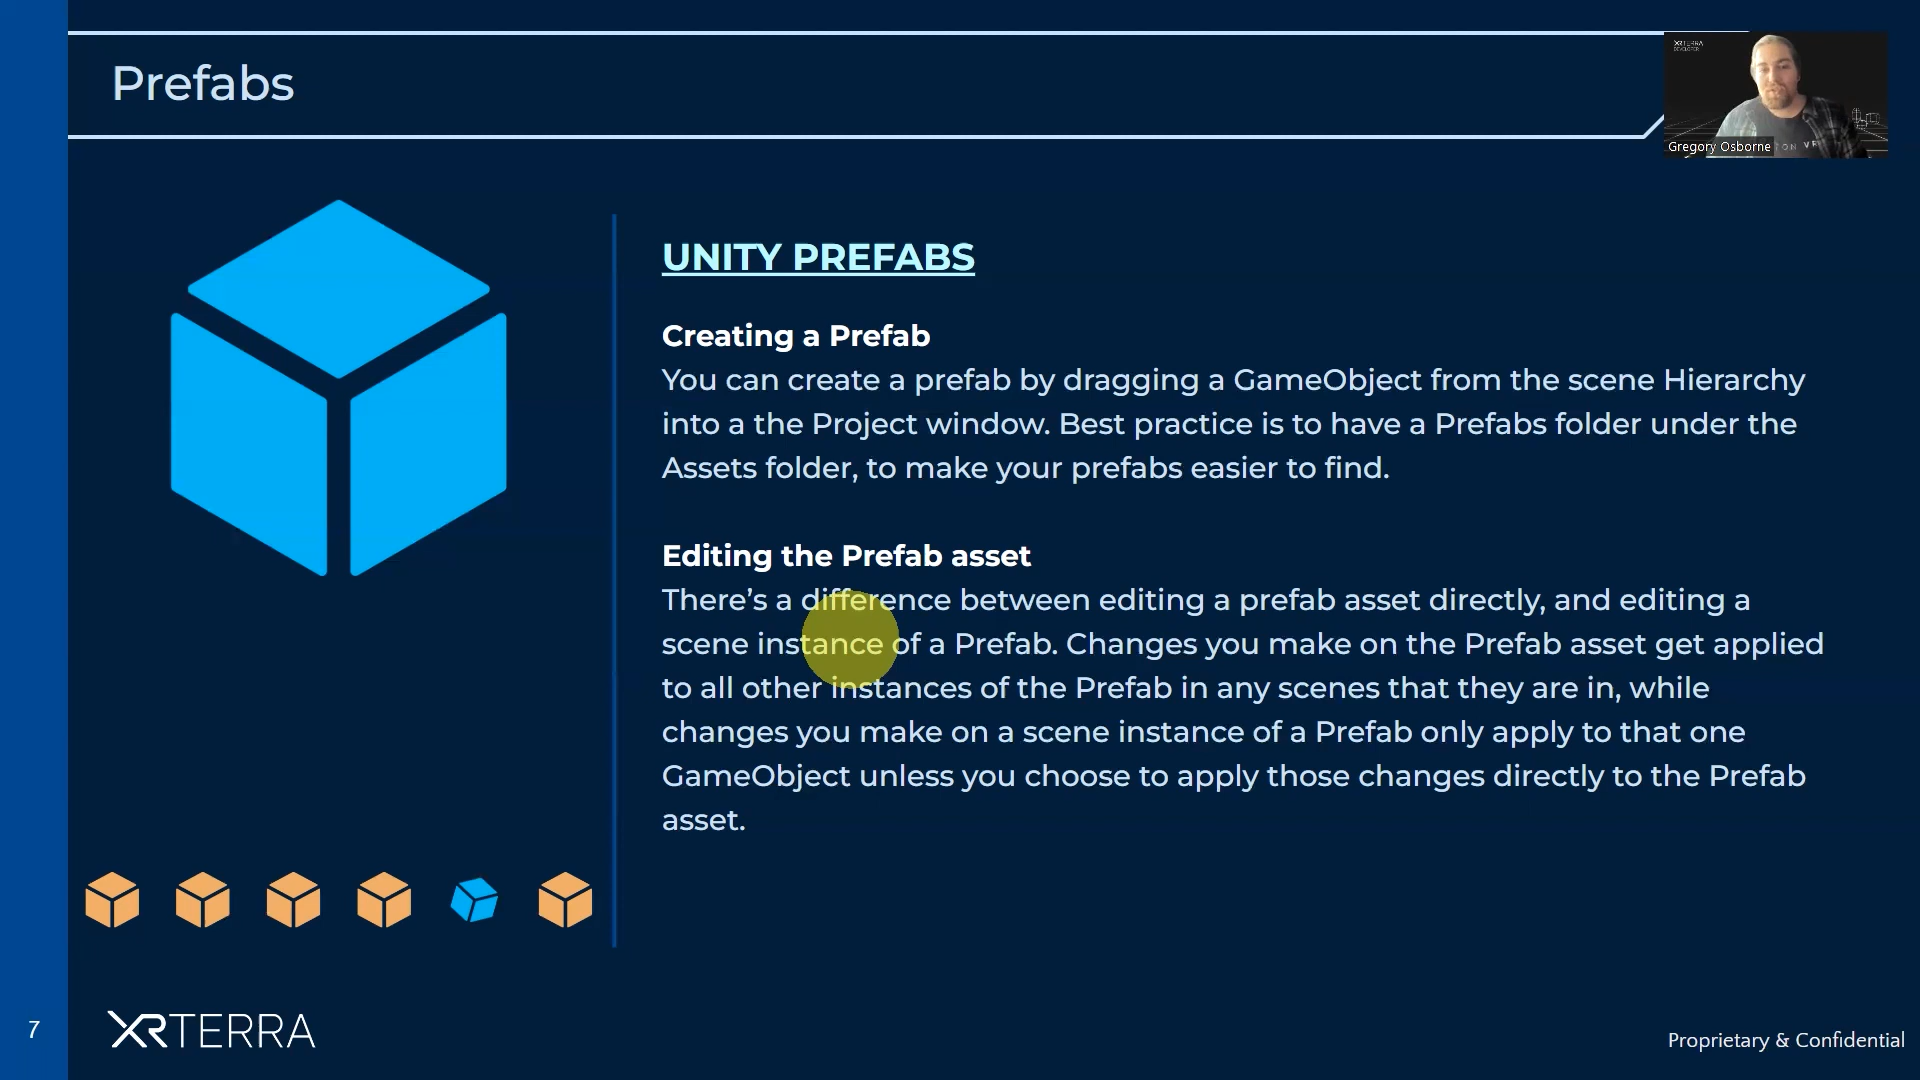 Prefabs
XRTERRA
DEVELOPER
Gregory Osborne
TON VR
UNITY PREFABS
Creating a Prefab
You can create a prefab by dragging a GameObject from the scene Hierarchy
into a the Project window. Best practice is to have a Prefabs folder under the
Assets folder, to make your prefabs easier to find.
Editing the Prefab asset
There’s a difference between editing a prefab asset directly, and editing a
scene instance of a Prefab. Changes you make on the Prefab asset get applied
to all other instances of the Prefab in any scenes that they are in, while
changes you make on a scene instance of a Prefab only apply to that one
GameObject unless you choose to apply those changes directly to the Prefab
asset.
7
XRTERRA
Proprietary & Confidential